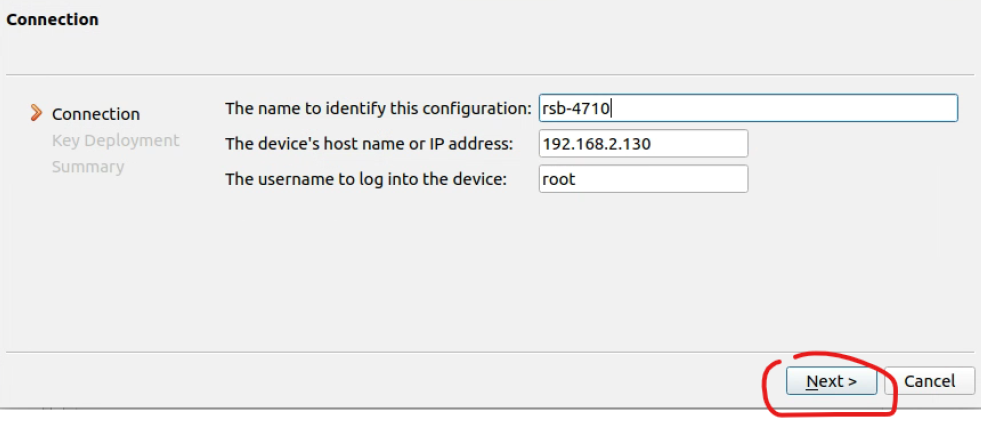 Connection
Connection
The name to identify this configuration: rsb-4710
Key Deployment
The device's host name or IP address: 192.168.2.130
Summary
The username to log into the device: root
Next >
Cancel